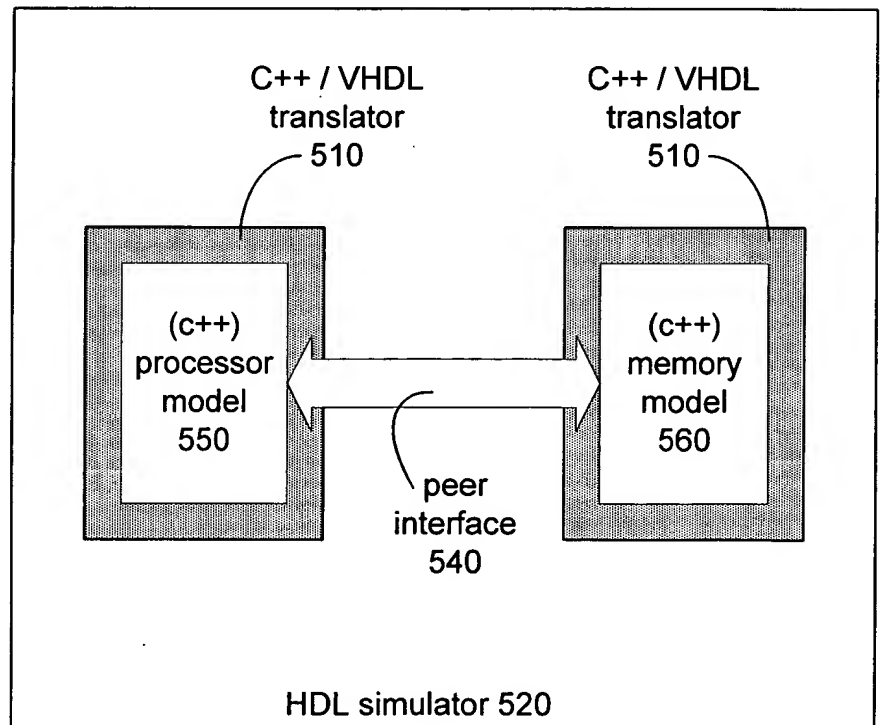 C++ / VHDL
translator
510
C++ / VHDL
translator
510
(c++)
processor
model
550
(c++)
memory
model
560
peer
interface
540
HDL simulator 520